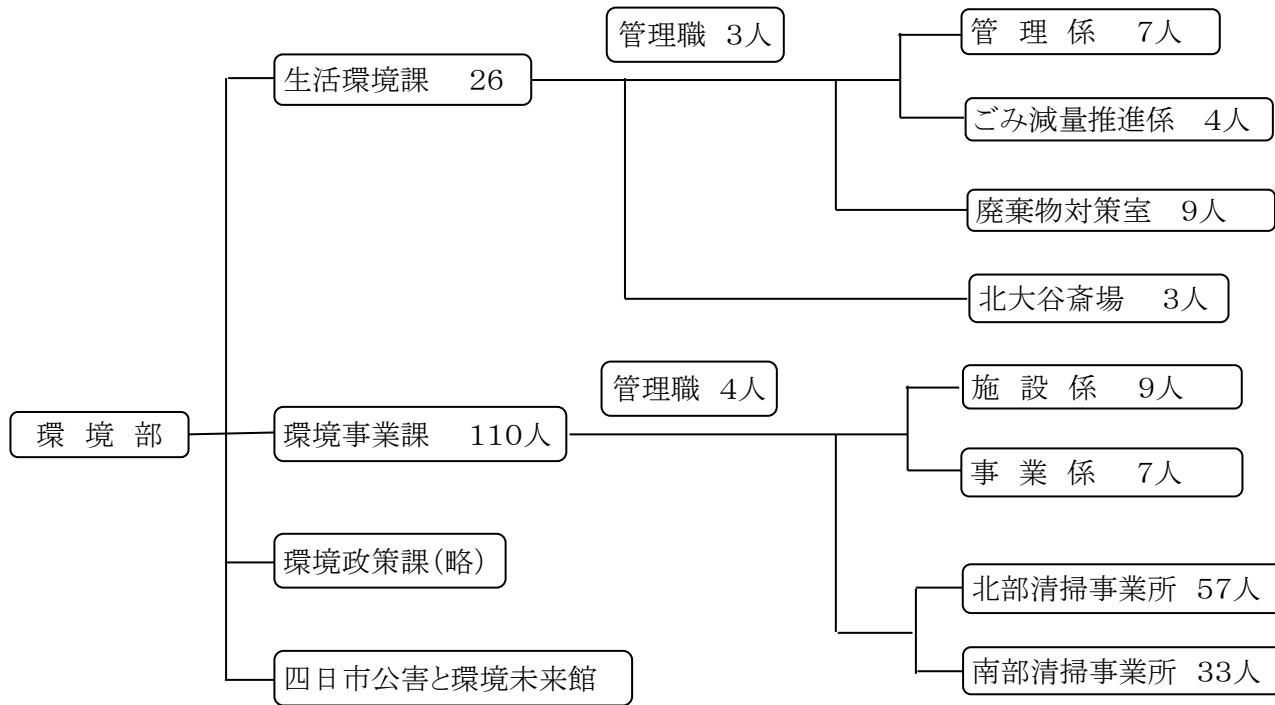 管理職 3人
管 理 係 7人
生活環境課 26
ごみ減量推進係 4人
廃棄物対策室 9人
北大谷斎場 3人
管理職 4人
施 設 係 9人
環 境 部
環境事業課 110人
事 業 係 7人
環境政策課(略)
北部清掃事業所 57人
四日市公害と環境未来館
南部清掃事業所 33人